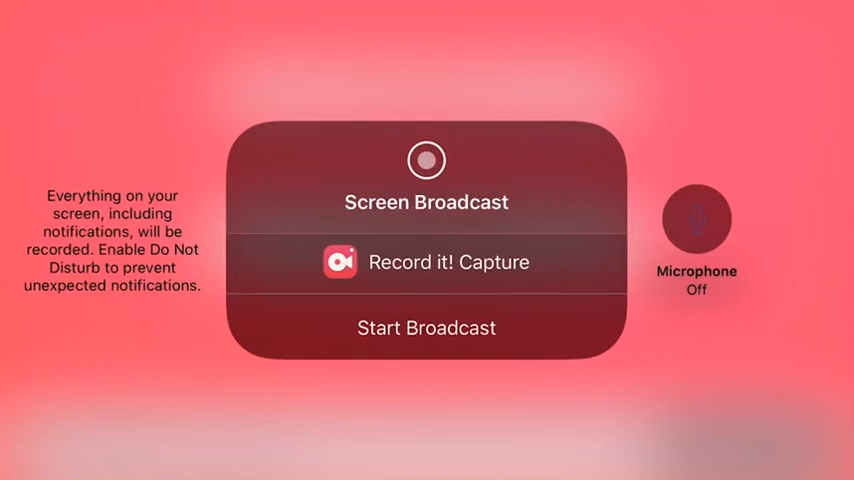 Everything on your
screen, including
notifications, will be
recorded. Enable Do Not
Disturb to prevent
unexpected notifications.
Screen Broadcast
Record it! Capture
Start Broadcast
Microphone
Off